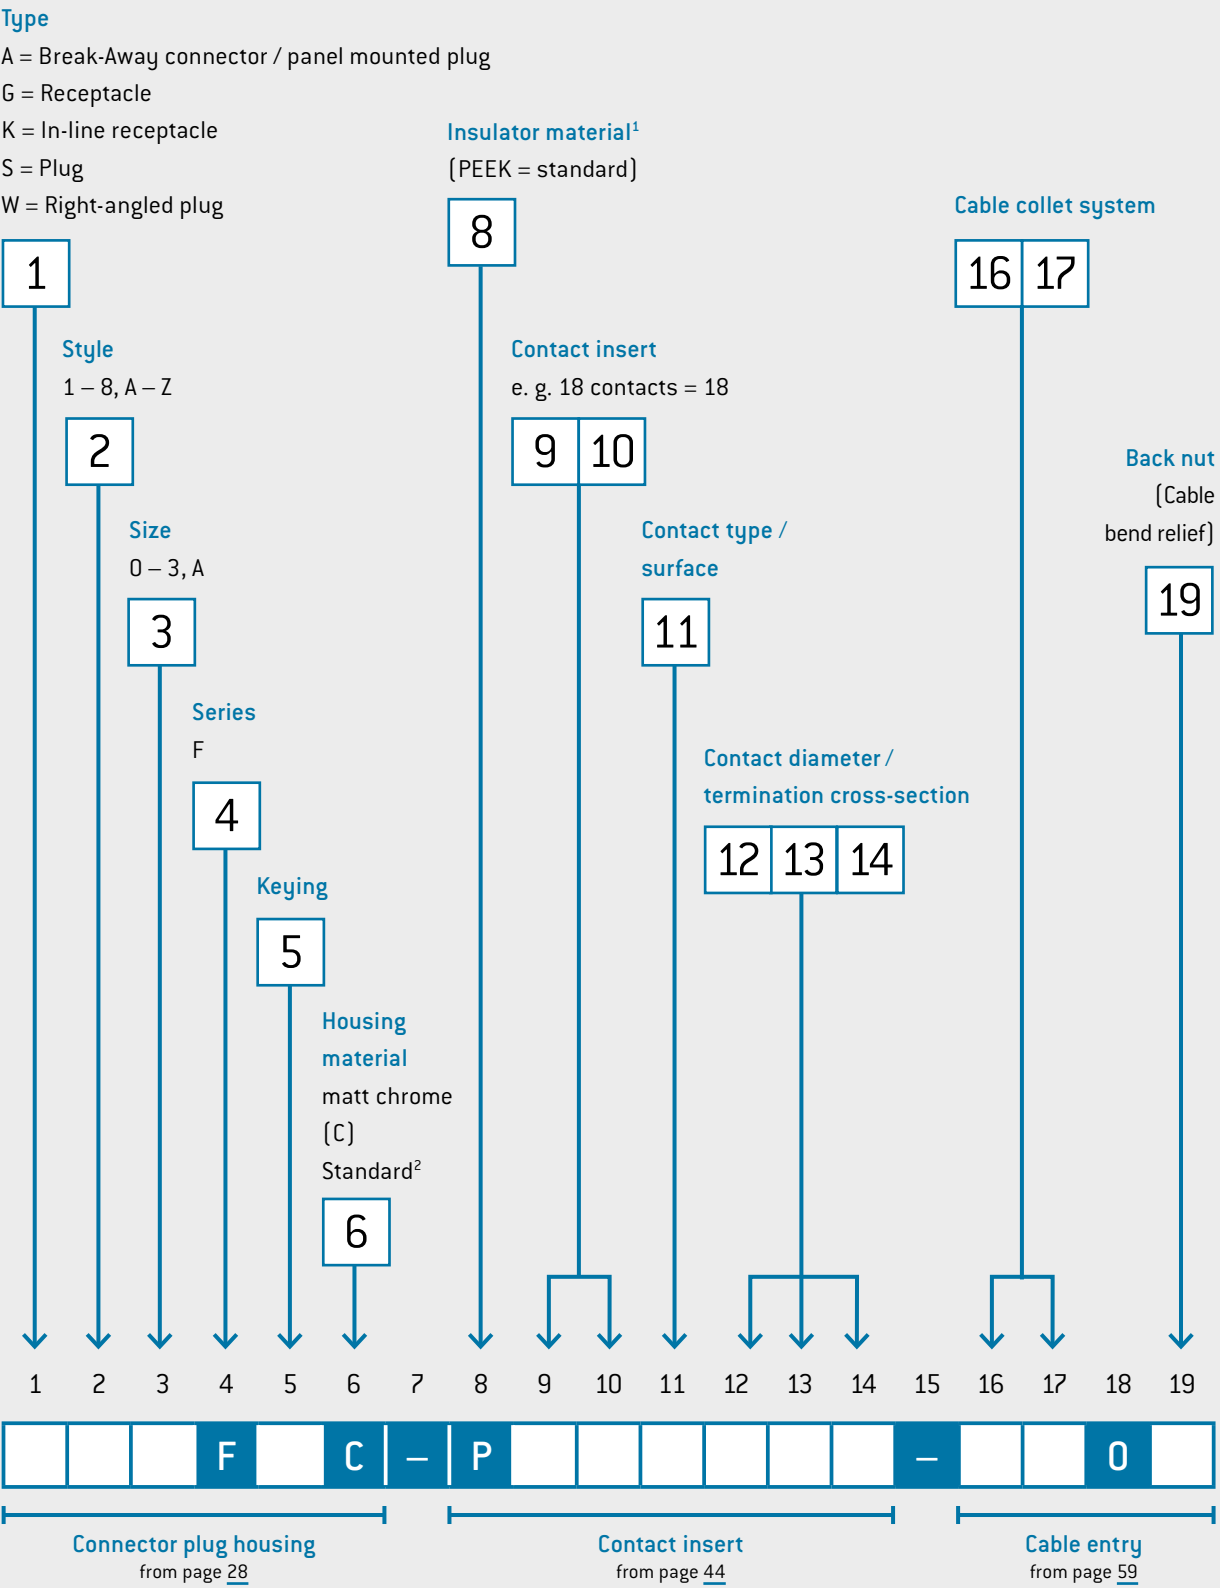 Type
A = Break-Away connector / panel mounted plug
G = Receptacle
K = In-line receptacle
S = Plug
W = Right-angled plug
1
Insulator material¹
(PEEK = standard)
8
Cable collet system
16 17
Style
1 – 8, A – Z
2
Contact insert
e. g. 18 contacts = 18
9 10
Back nut
(Cable
bend relief)
19
Size
0 – 3, A
3
Contact type /
surface
11
Series
F
4
Contact diameter /
termination cross-section
12 13 14
Keying
5
Housing
material
matt chrome
(C)
Standard²
6
1 2 3 4 5 6 7 8 9 10 11 12 13 14 15 16 17 18 19
F C – P – 0
Connector plug housing
from page 28
Contact insert
from page 44
Cable entry
from page 59